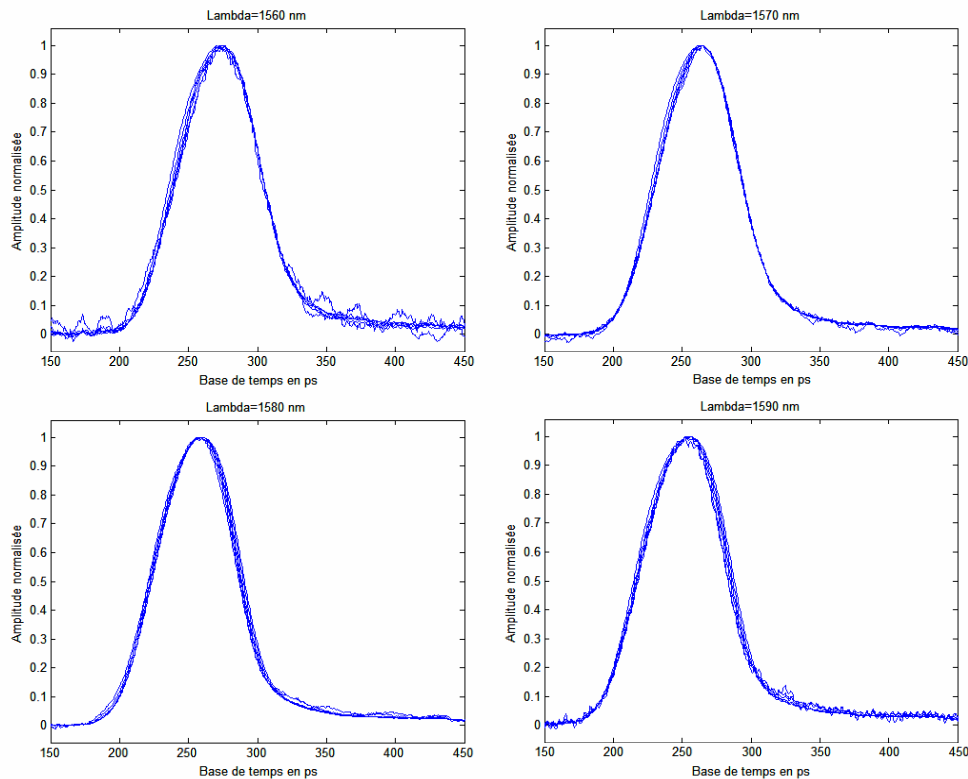 Lambda=1560 nm
Amplitude normalisée
1
0.9
0.8
0.7
0.6
0.5
0.4
0.3
0.2
0.1
0
150 200 250 300 350 400 450
Base de temps en ps
Lambda=1570 nm
Amplitude normalisée
1
0.9
0.8
0.7
0.6
0.5
0.4
0.3
0.2
0.1
0
150 200 250 300 350 400 450
Base de temps en ps
Lambda=1580 nm
Amplitude normalisée
1
0.9
0.8
0.7
0.6
0.5
0.4
0.3
0.2
0.1
0
150 200 250 300 350 400 450
Base de temps en ps
Lambda=1590 nm
Amplitude normalisée
1
0.9
0.8
0.7
0.6
0.5
0.4
0.3
0.2
0.1
0
150 200 250 300 350 400 450
Base de temps en ps